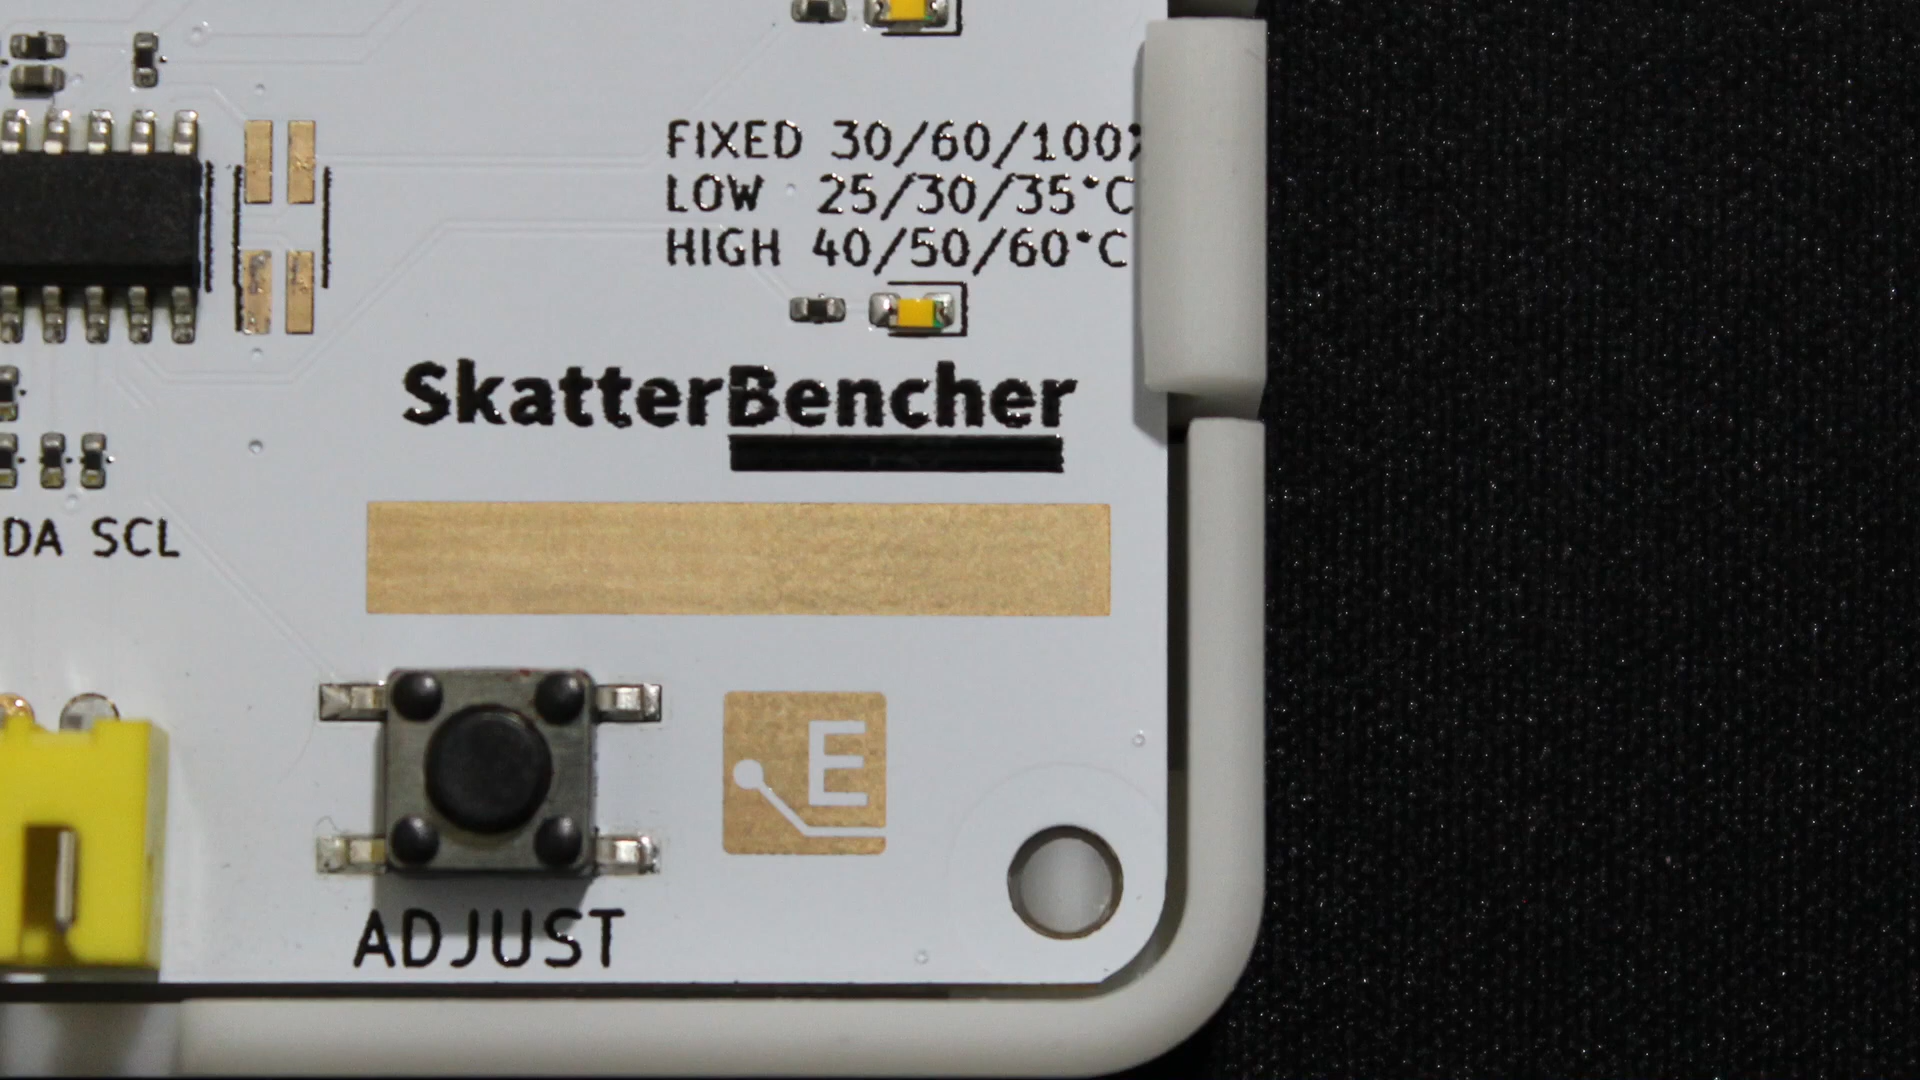 FIXED 30/60/100%
LOW 25/30/35°C
HIGH 40/50/60°C
SkatterBencher
DA SCL
E
ADJUST